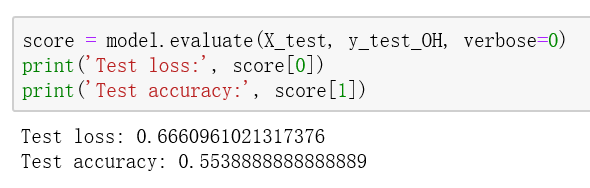 score = model.evaluate(X_test, y_test_OH, verbose=0)
print('Test loss:', score[0])
print('Test accuracy:', score[1])
Test loss: 0.6660961021317376
Test accuracy: 0.5538888888888889